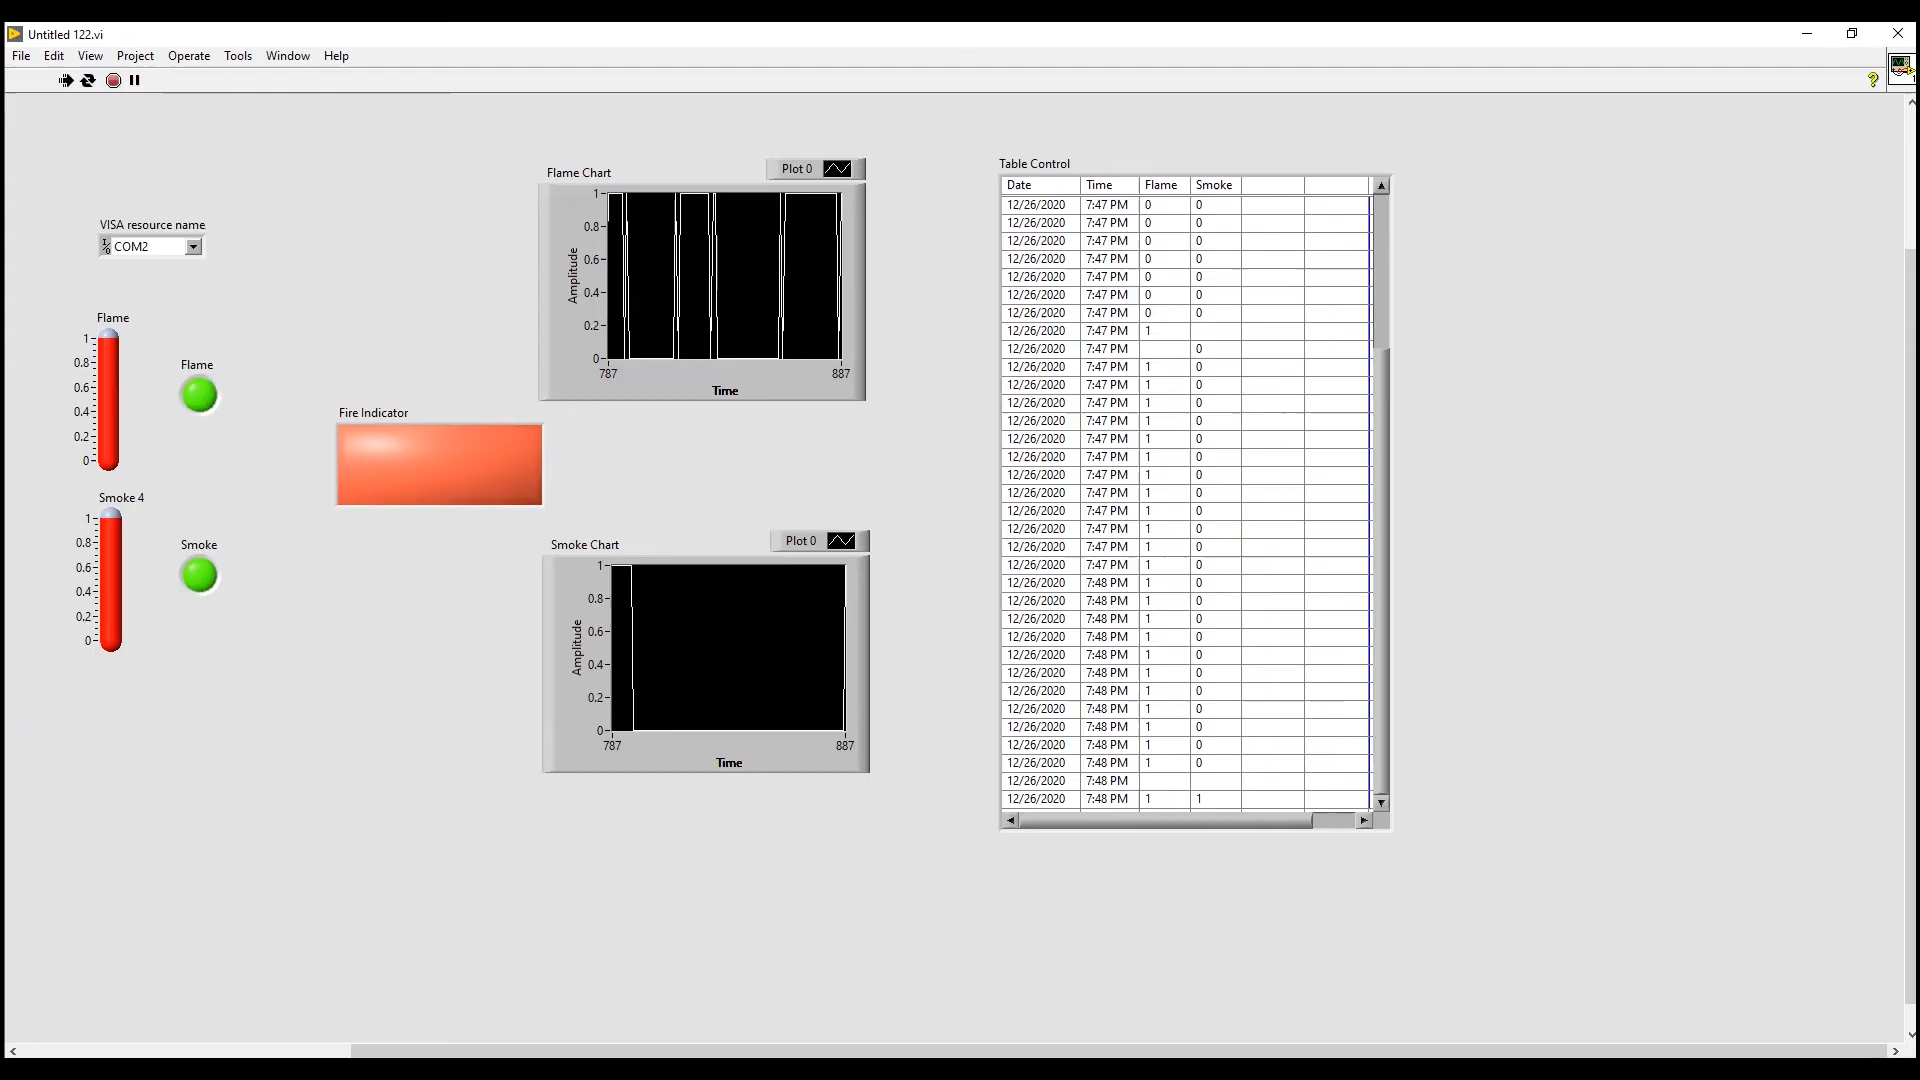 Untitled 122.vi
File Edit View Project Operate Tools Window Help
?
VISA resource name
COM2
Flame
1
0.8
0.6
0.4
0.2
0
Flame
Smoke 4
1
0.8
0.6
0.4
0.2
0
Smoke
Fire Indicator
Flame Chart
Plot 0
Amplitude
1
0.8
0.6
0.4
0.2
0
787 887
Time
Smoke Chart
Plot 0
Amplitude
1
0.8
0.6
0.4
0.2
0
787 887
Time
Table Control
Date Time Flame Smoke
12/26/2020 7:47 PM 0 0
12/26/2020 7:47 PM 0 0
12/26/2020 7:47 PM 0 0
12/26/2020 7:47 PM 0 0
12/26/2020 7:47 PM 0 0
12/26/2020 7:47 PM 0 0
12/26/2020 7:47 PM 0 0
12/26/2020 7:47 PM 1
12/26/2020 7:47 PM 0
12/26/2020 7:47 PM 1 0
12/26/2020 7:47 PM 1 0
12/26/2020 7:47 PM 1 0
12/26/2020 7:47 PM 1 0
12/26/2020 7:47 PM 1 0
12/26/2020 7:47 PM 1 0
12/26/2020 7:47 PM 1 0
12/26/2020 7:47 PM 1 0
12/26/2020 7:47 PM 1 0
12/26/2020 7:47 PM 1 0
12/26/2020 7:47 PM 1 0
12/26/2020 7:47 PM 1 0
12/26/2020 7:48 PM 1 0
12/26/2020 7:48 PM 1 0
12/26/2020 7:48 PM 1 0
12/26/2020 7:48 PM 1 0
12/26/2020 7:48 PM 1 0
12/26/2020 7:48 PM 1 0
12/26/2020 7:48 PM 1 0
12/26/2020 7:48 PM 1 0
12/26/2020 7:48 PM 1 0
12/26/2020 7:48 PM 1 0
12/26/2020 7:48 PM 1 0
12/26/2020 7:48 PM
12/26/2020 7:48 PM 1 1